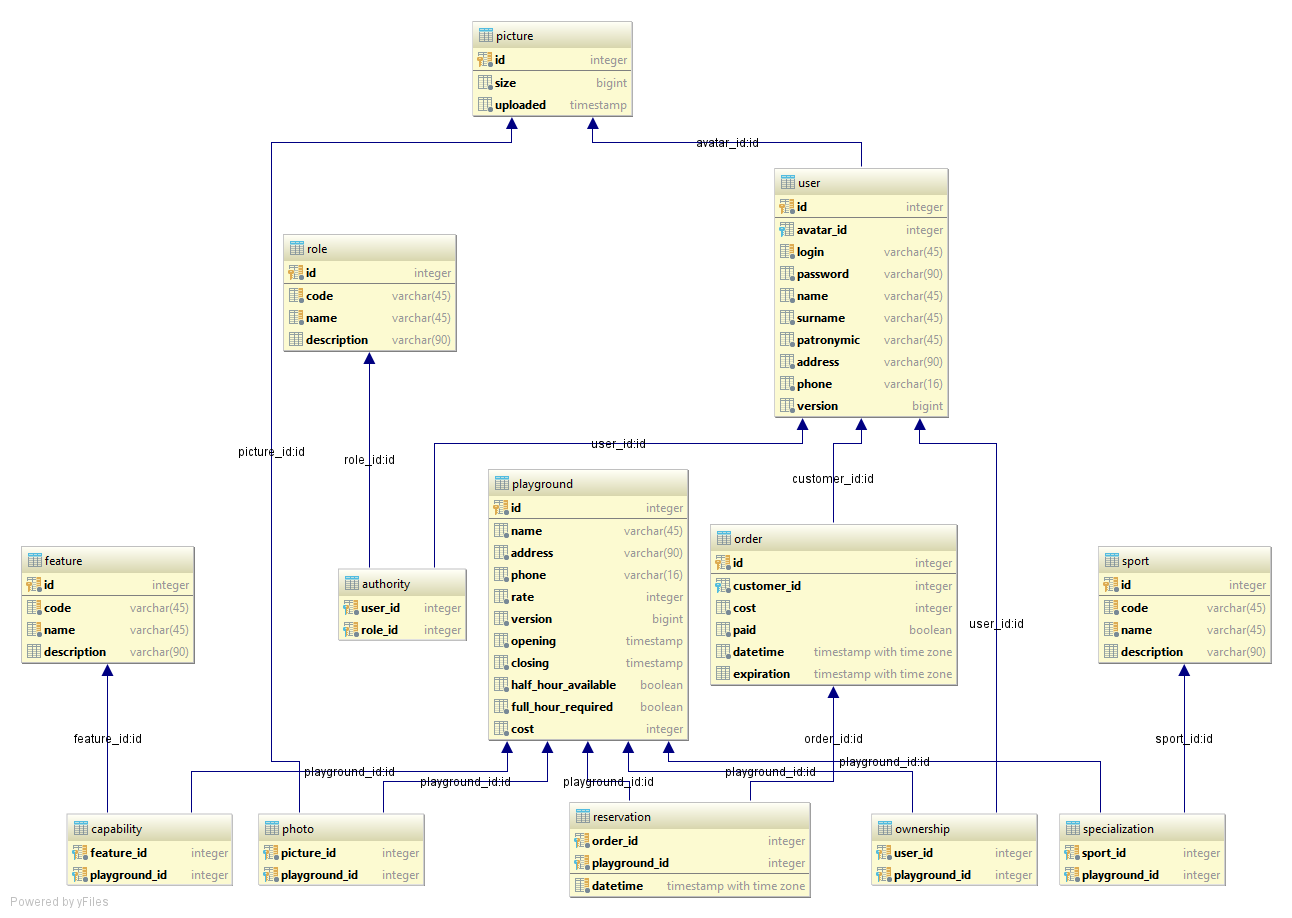 picture
id integer
size bigint
uploaded timestamp
avatar_id:id
user
id integer
avatar_id integer
login varchar(45)
password varchar(90)
name varchar(45)
surname varchar(45)
patronymic varchar(45)
address varchar(90)
phone varchar(16)
version bigint
role
id integer
code varchar(45)
name varchar(45)
description varchar(90)
picture_id:id
role_id:id
user_id:id
customer_id:id
playground
id integer
name varchar(45)
address varchar(90)
phone varchar(16)
rate integer
version bigint
opening timestamp
closing timestamp
half_hour_available boolean
full_hour_required boolean
cost integer
order
id integer
customer_id integer
cost integer
paid boolean
datetime timestamp with time zone
expiration timestamp with time zone
feature
id integer
code varchar(45)
name varchar(45)
description varchar(90)
authority
user_id integer
role_id integer
user_id:id
sport
id integer
code varchar(45)
name varchar(45)
description varchar(90)
feature_id:id
order_id:id
sport_id:id
playground_id:id
playground_id:id
playground_id:id
playground_id:id
playground_id:id
capability
feature_id integer
playground_id integer
photo
picture_id integer
playground_id integer
reservation
order_id integer
playground_id integer
datetime timestamp with time zone
ownership
user_id integer
playground_id integer
specialization
sport_id integer
playground_id integer
Powered by yFiles